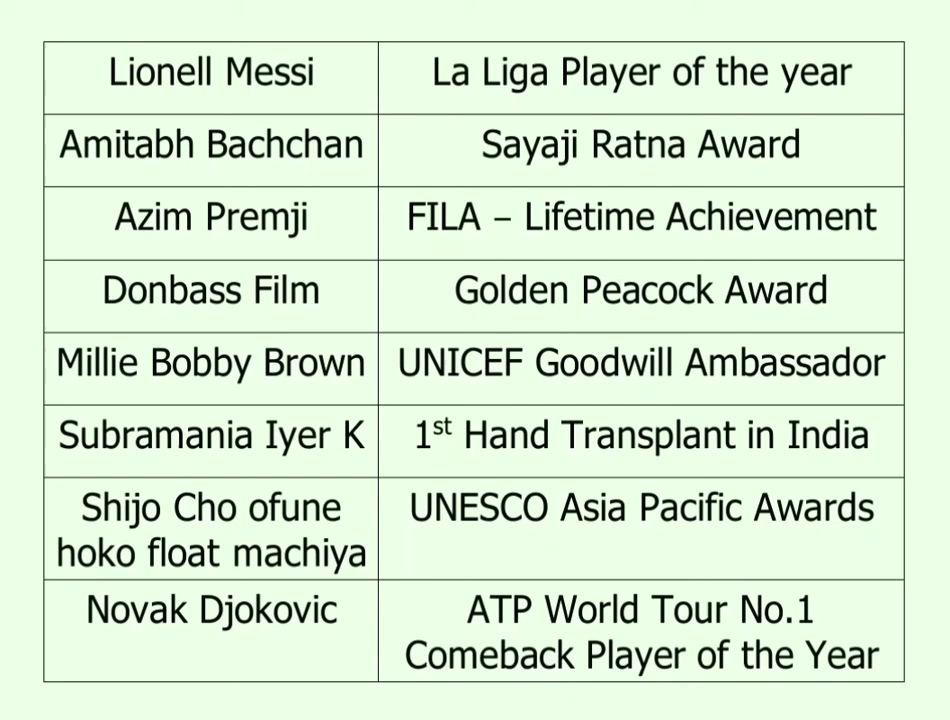 Lionell Messi
La Liga Player of the year
Amitabh Bachchan
Sayaji Ratna Award
Azim Premji
FILA – Lifetime Achievement
Donbass Film
Golden Peacock Award
Millie Bobby Brown
UNICEF Goodwill Ambassador
Subramania Iyer K
1st Hand Transplant in India
Shijo Cho ofune
hoko float machiya
UNESCO Asia Pacific Awards
Novak Djokovic
ATP World Tour No.1
Comeback Player of the Year